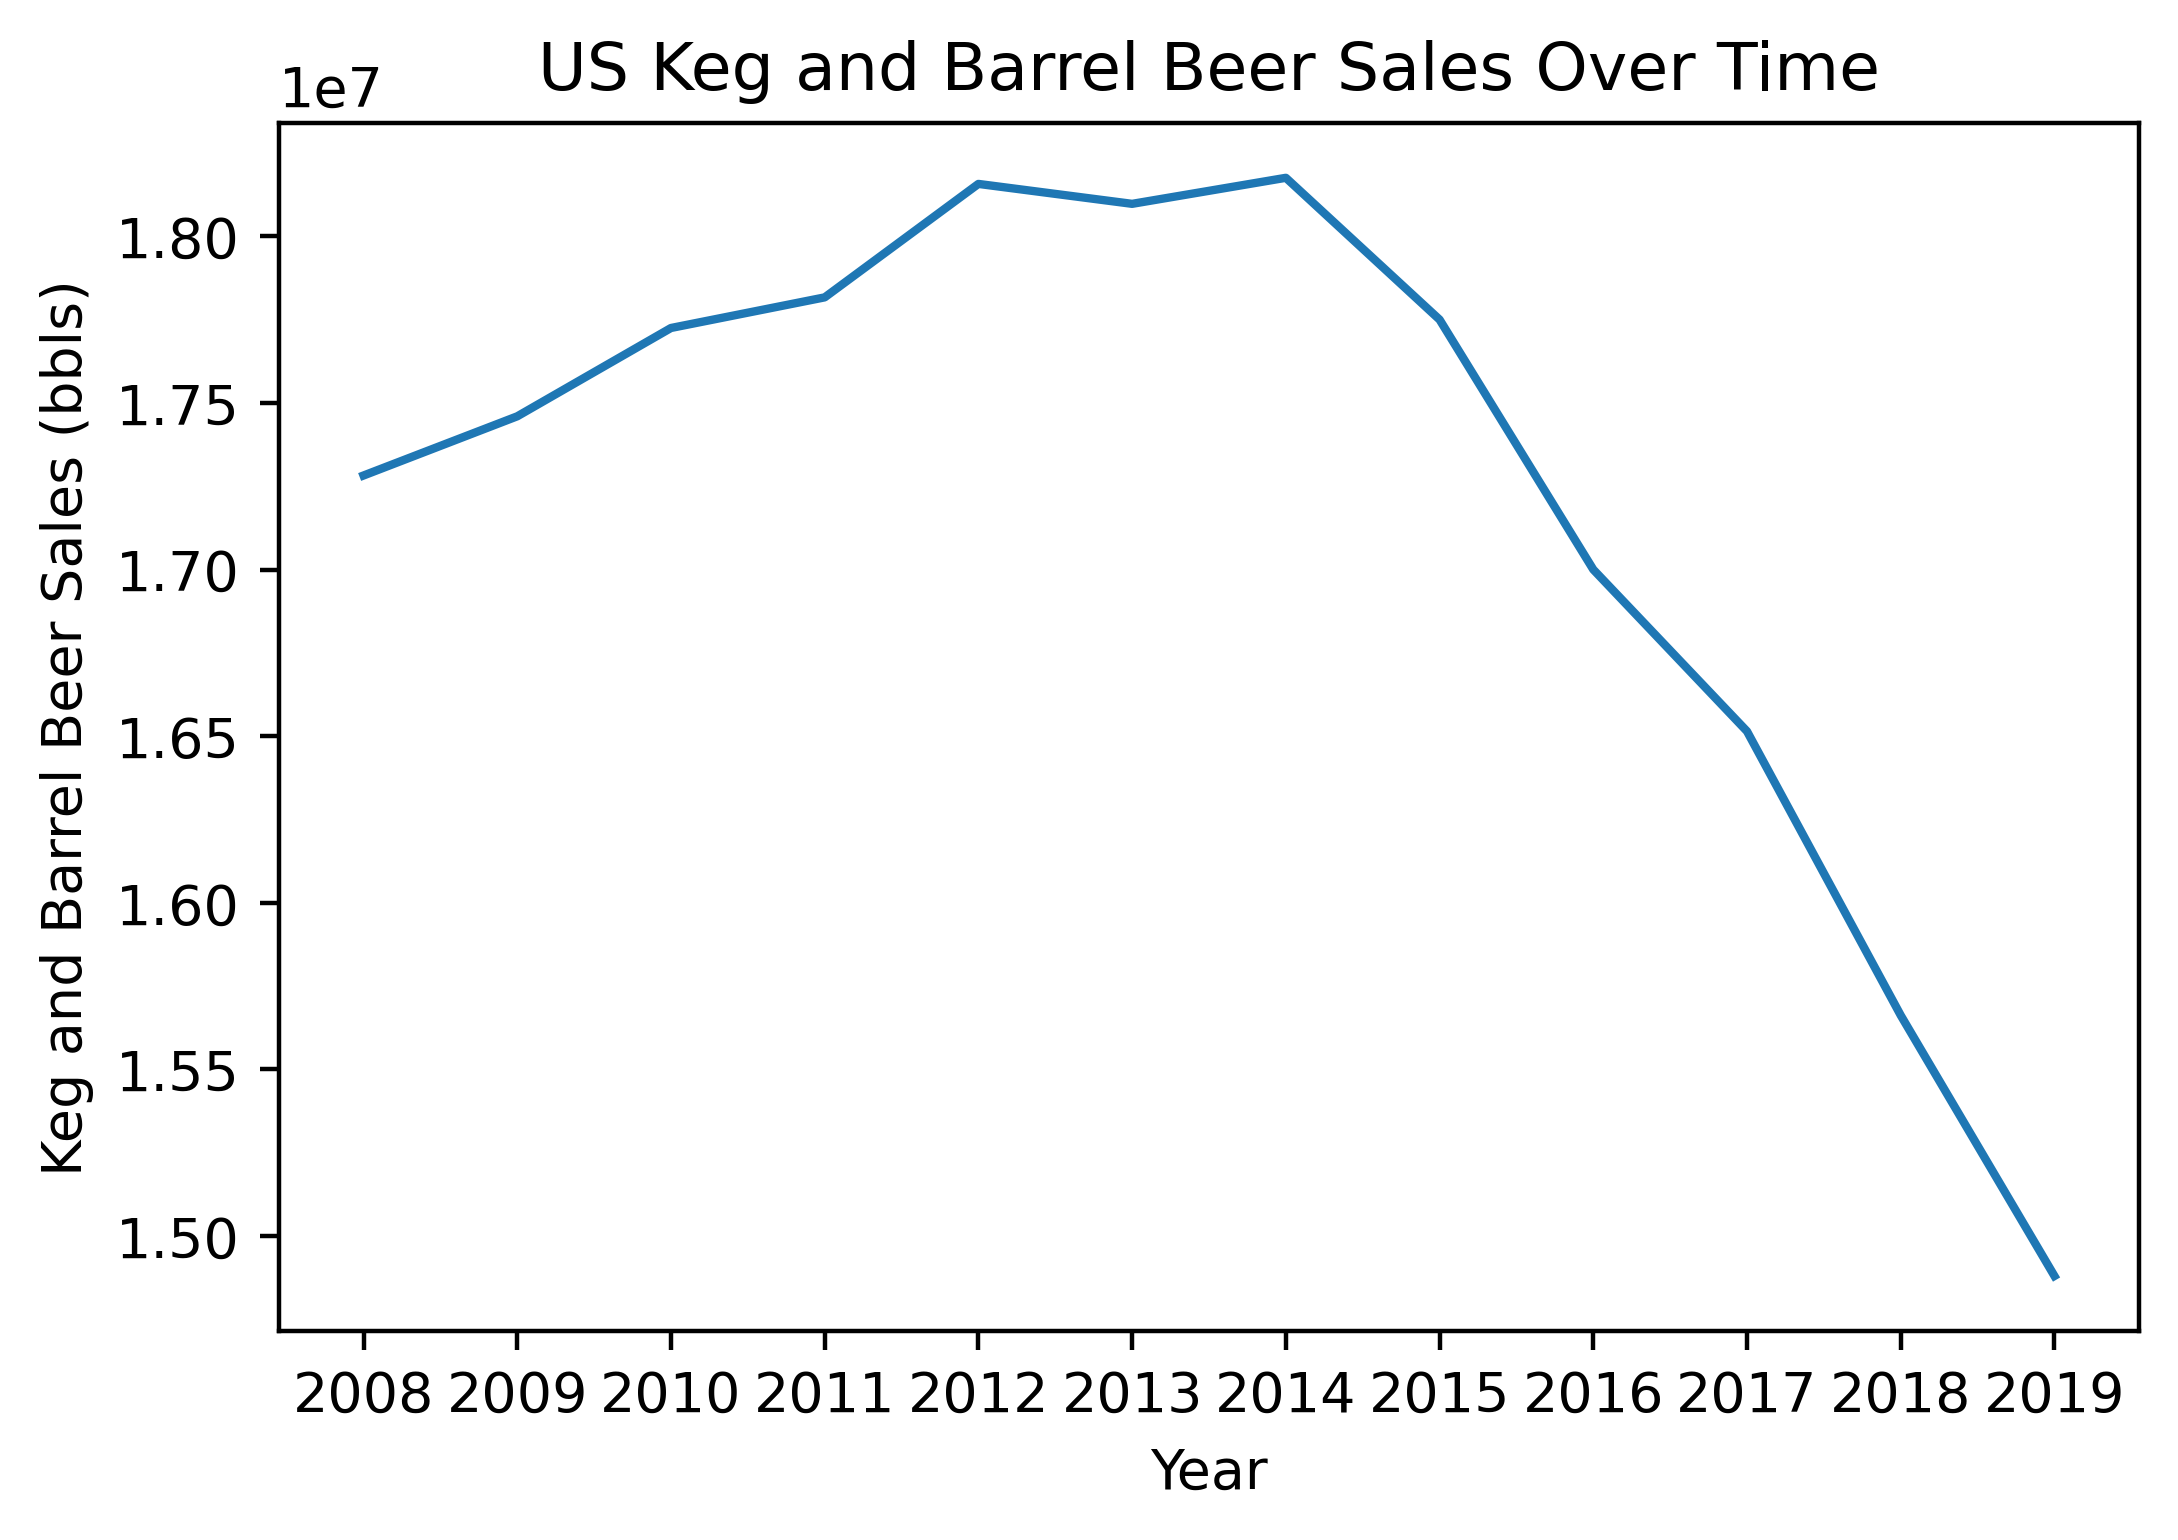 US Keg and Barrel Beer Sales Over Time
1e7
1.80
1.75
1.70
1.65
1.60
1.55
1.50
Keg and Barrel Beer Sales (bbls)
2008 2009 2010 2011 2012 2013 2014 2015 2016 2017 2018 2019
Year